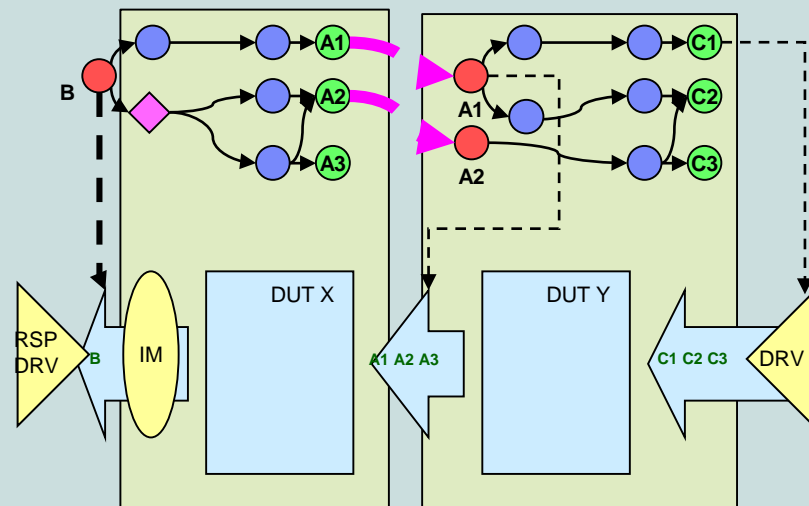 A1
C1
B
A2
A1
C2
A3
A2
C3
DUT X
DUT Y
RSP
DRV
B
IM
A1 A2 A3
C1 C2 C3
DRV